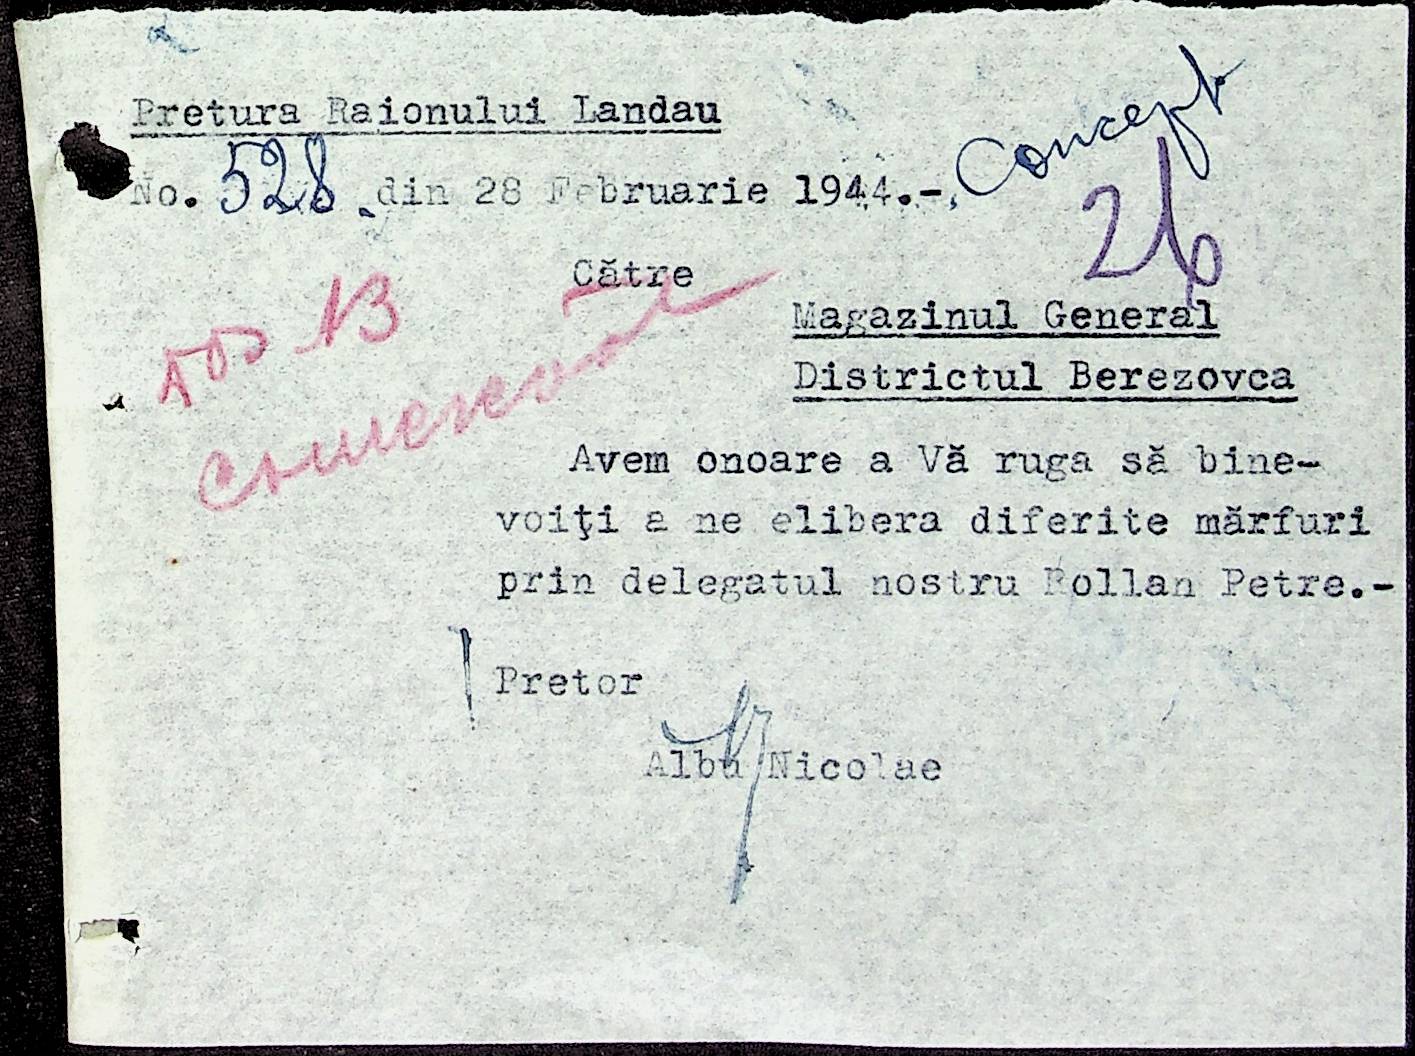 Pretura Raionului Landau
No. 528 din 28 Februarie 1944.-
Concept
26
Către
Magazinul General
Districtul Berezovca
Avem onoare a Vă ruga să bine-
voiţi a ne elibera diferite mărfuri
prin delegatul nostru Rollan Petre.-
Pretor
Albu Nicolae